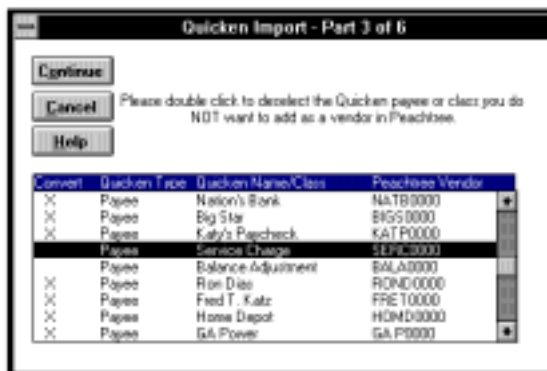 Quicken Import - Part 3 of 6
Continue
Cancel
Help
Please double click to deselect the Quicken payee or class you do
NOT want to add as a vendor in Peachtree.
Convert Quicken Type Quicken Name/Class Peachtree Vendor
X Payee Nation's Bank NATB0000
X Payee Big Star BIGS0000
X Payee Katy's Paycheck KATP0000
Payee Service Charge SERC0000
Payee Balance Adjustment BALA0000
X Payee Ron Dias ROND0000
X Payee Fred T. Katz FRET0000
X Payee Home Depot HOMD0000
X Payee GA Power GA P0000